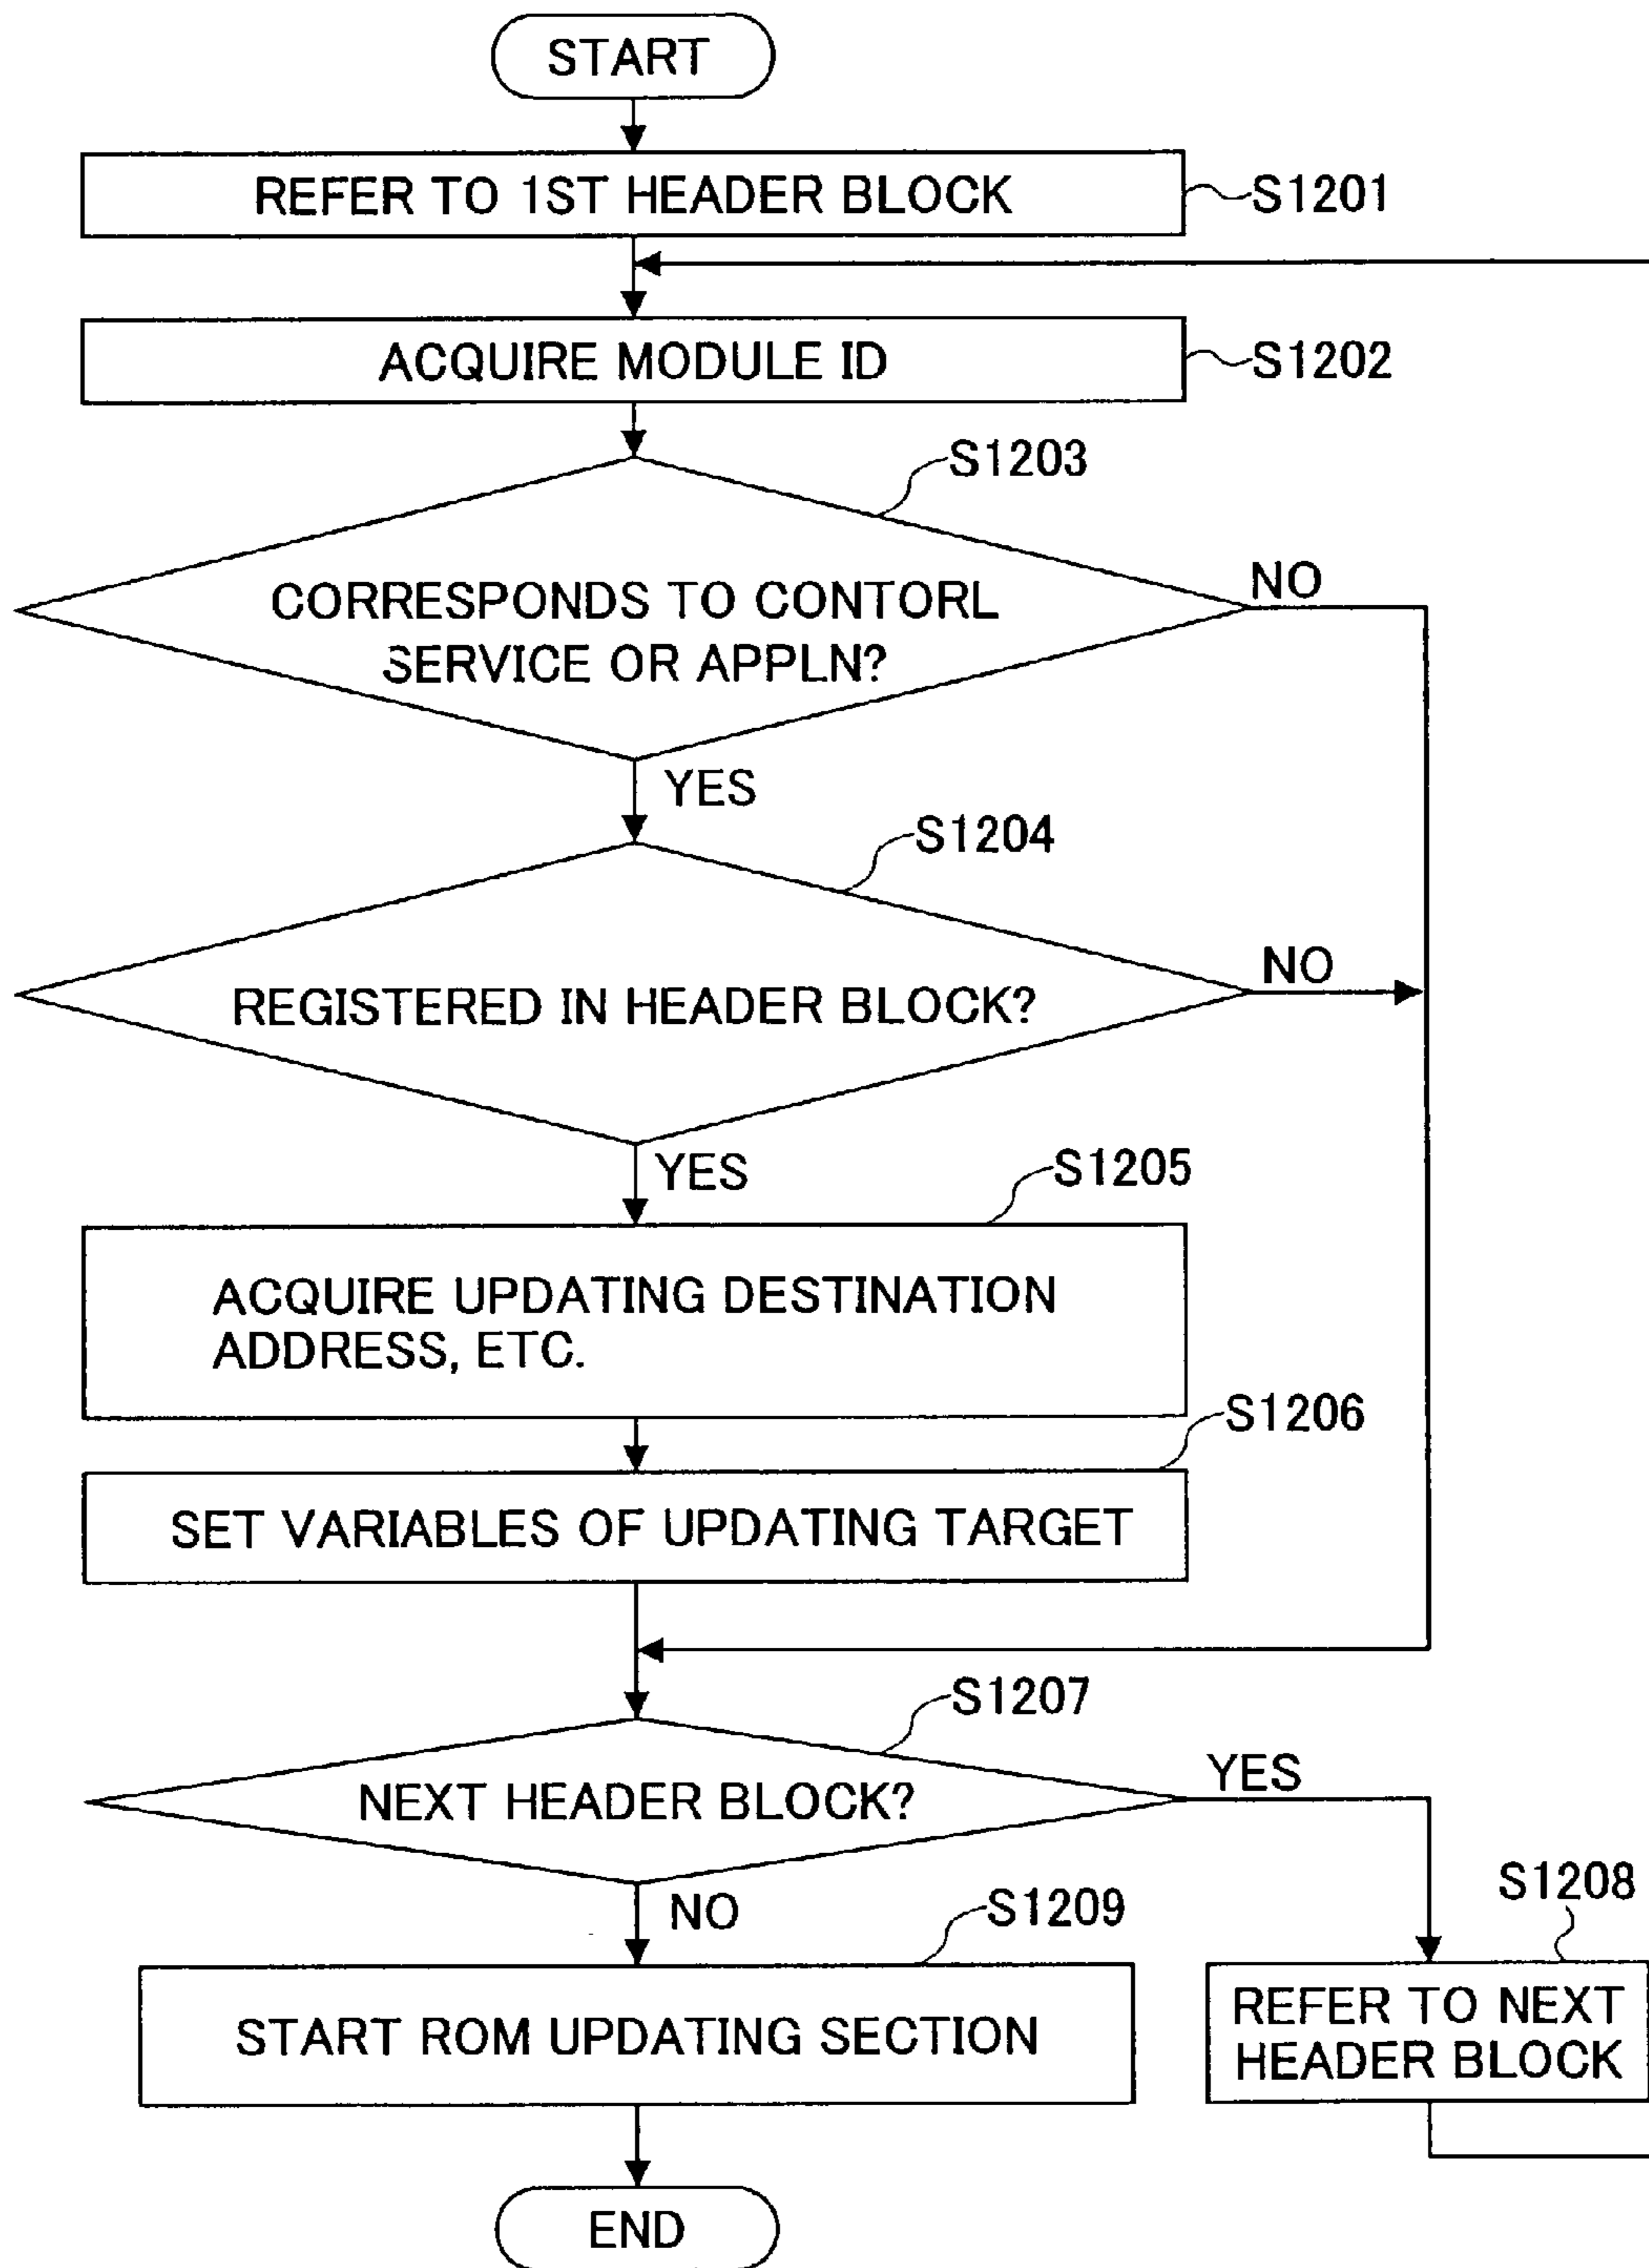 START
REFER TO 1ST HEADER BLOCK
S1201
ACQUIRE MODULE ID
S1202
S1203
CORRESPONDS TO CONTORL
SERVICE OR APPLN?
NO
YES
S1204
REGISTERED IN HEADER BLOCK?
NO
YES
S1205
ACQUIRE UPDATING DESTINATION
ADDRESS, ETC.
S1206
SET VARIABLES OF UPDATING TARGET
S1207
NEXT HEADER BLOCK?
YES
NO
S1208
REFER TO NEXT
HEADER BLOCK
S1209
START ROM UPDATING SECTION
END